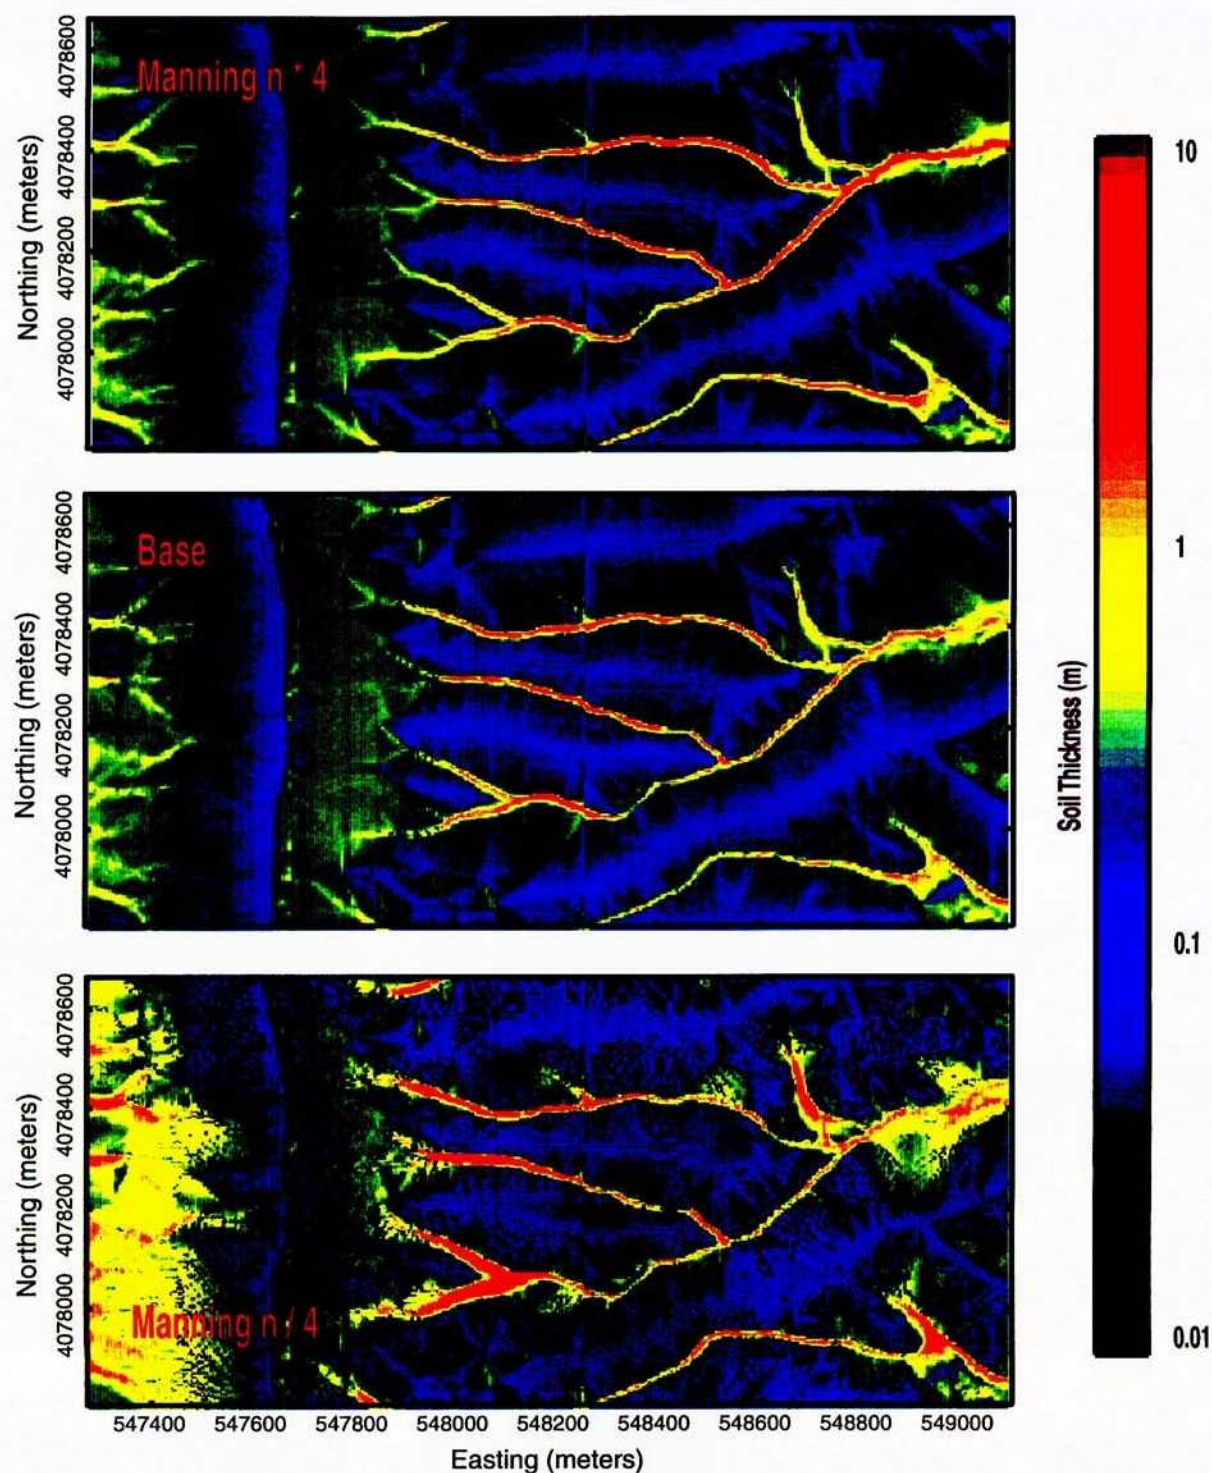 Manning n * 4
4078600
4078400
4078200
4078000
Northing (meters)
Base
4078600
4078400
4078200
4078000
Northing (meters)
Manning n / 4
4078600
4078400
4078200
4078000
Northing (meters)
547400 547600 547800 548000 548200 548400 548600 548800 549000
Easting (meters)
10
1
0.1
0.01
Soil Thickness (m)